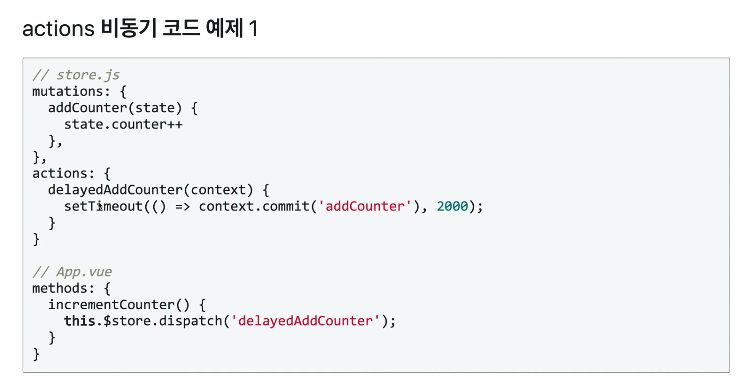 actions 비동기 코드 예제 1
// store.js
mutations: {
  addCounter(state) {
    state.counter++
  },
},
actions: {
  delayedAddCounter(context) {
    setTimeout(() => context.commit('addCounter'), 2000);
  }
}
// App.vue
methods: {
  incrementCounter() {
    this.$store.dispatch('delayedAddCounter');
  }
}